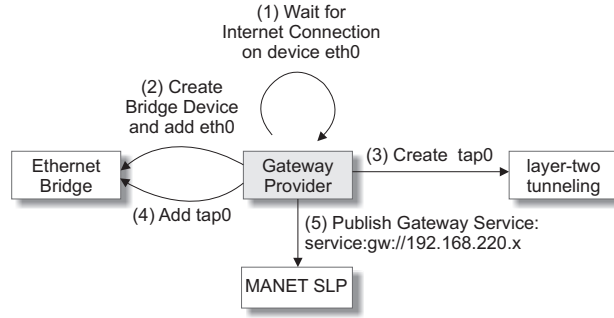 (1) Wait for
Internet Connection
on device eth0
(2) Create
Bridge Device
and add eth0
Ethernet
Bridge
Gateway
Provider
(3) Create tap0
layer-two
tunneling
(4) Add tap0
(5) Publish Gateway Service:
service:gw://192.168.220.x
MANET SLP